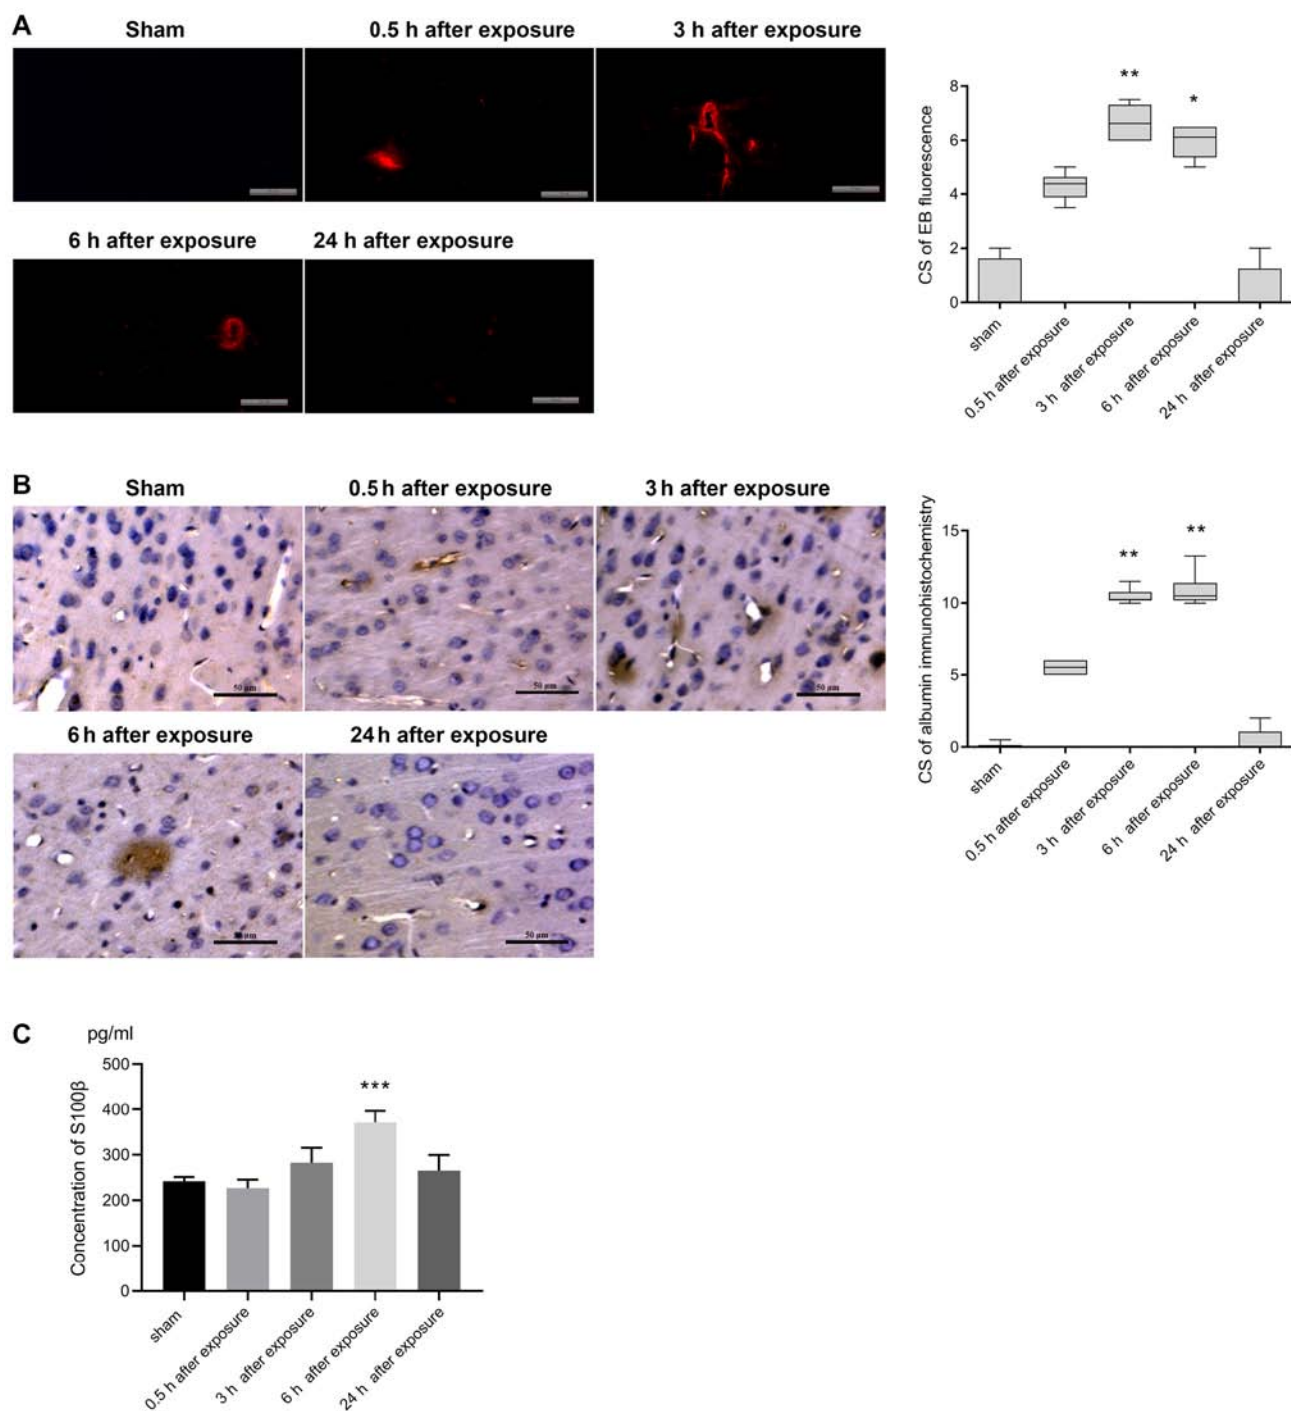 A
Sham
0.5 h after exposure
3 h after exposure
6 h after exposure
24 h after exposure
CS of EB fluorescence
8
**
*
6
4
2
0
sham
0.5 h after exposure
3 h after exposure
6 h after exposure
24 h after exposure
B
Sham
0.5 h after exposure
3 h after exposure
50 μm
50 μm
50 μm
6 h after exposure
24 h after exposure
50 μm
50 μm
CS of albumin immunohistochemistry
15
**
**
10
5
0
sham
0.5 h after exposure
3 h after exposure
6 h after exposure
24 h after exposure
C
pg/ml
Concentration of S100β
500
***
400
300
200
100
0
sham
0.5 h after exposure
3 h after exposure
6 h after exposure
24 h after exposure